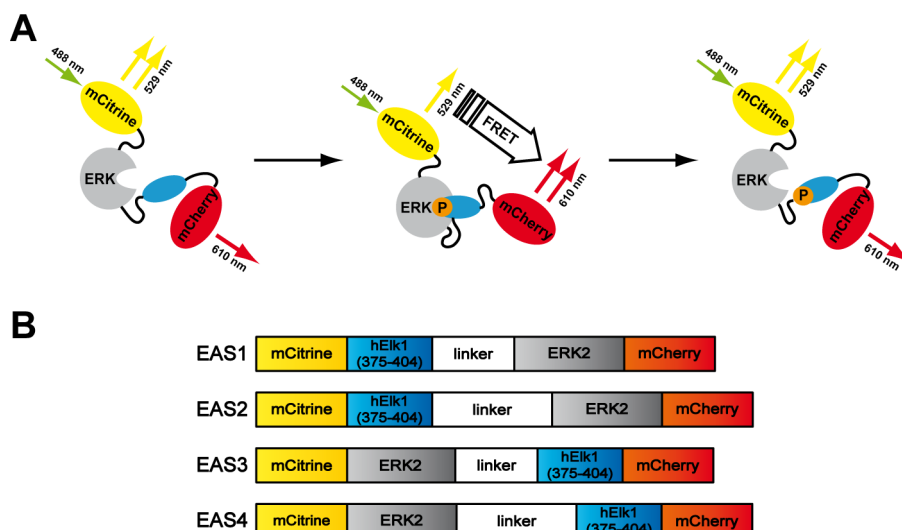 A
488 nm
529 nm
mCitrine
ERK
mCherry
610 nm
488 nm
529 nm
mCitrine
FRET
ERK
P
mCherry
610 nm
488 nm
529 nm
mCitrine
ERK
P
mCherry
610 nm
B
EAS1 mCitrine hElk1 (375-404) linker ERK2 mCherry
EAS2 mCitrine hElk1 (375-404) linker ERK2 mCherry
EAS3 mCitrine ERK2 linker hElk1 (375-404) mCherry
EAS4 mCitrine ERK2 linker hElk1 (375-404) mCherry